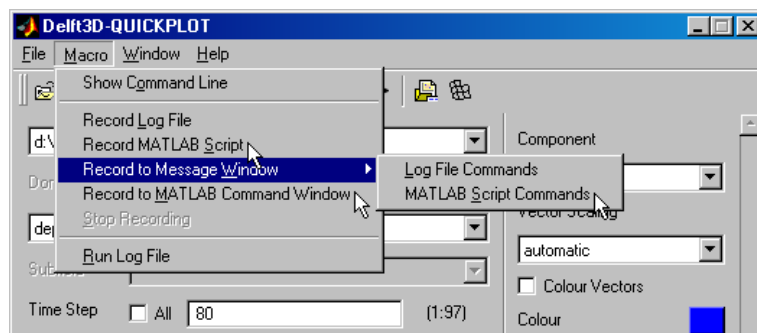 Delft3D-QUICKPLOT
File Macro Window Help
Show Command Line
Record Log File
Record MATLAB Script
Component
Record to Message Window
Log File Commands
Record to MATLAB Command Window
MATLAB Script Commands
Vector Scaling
Stop Recording
automatic
Run Log File
Colour Vectors
Time Step All 80 (1:97)
Colour